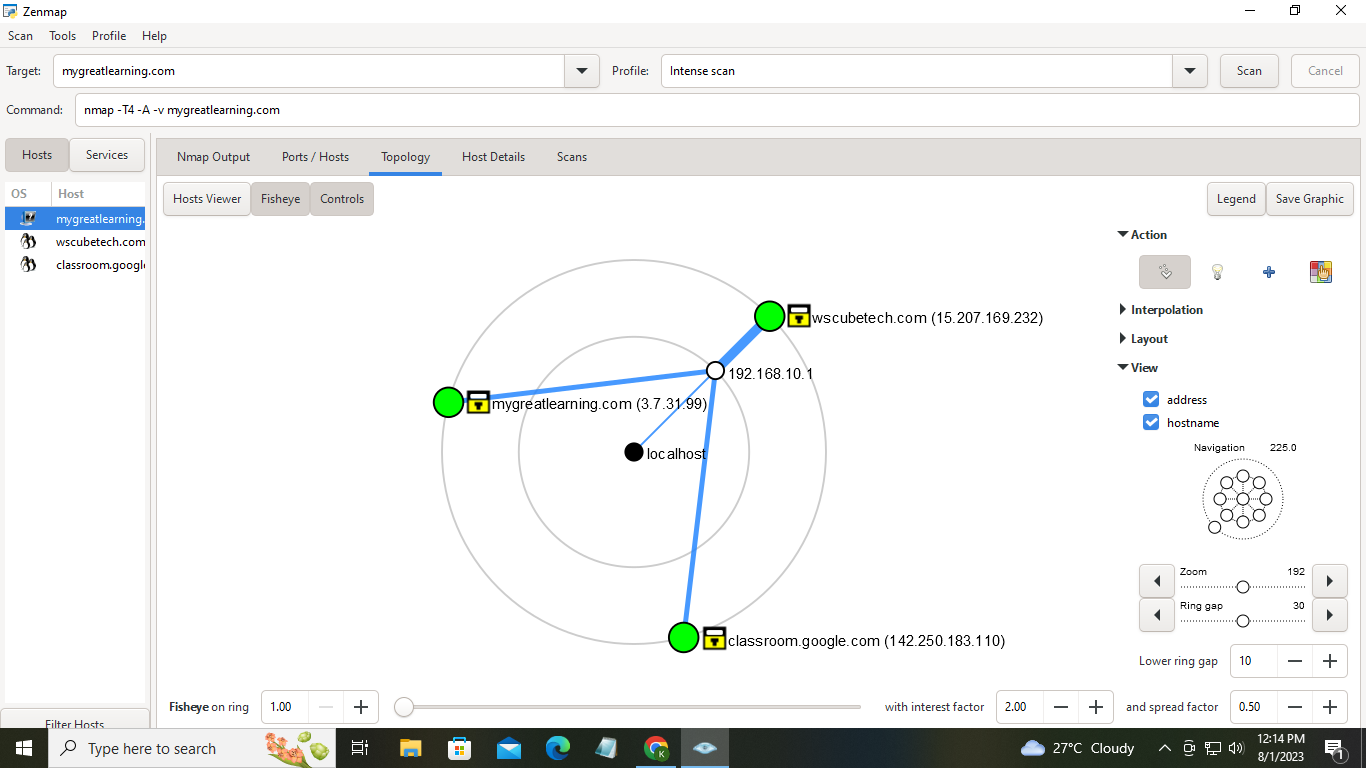 Zenmap
Scan Tools Profile Help
Target: mygreatlearning.com Profile: Intense scan Scan Cancel
Command: nmap -T4 -A -v mygreatlearning.com
Hosts Services
Nmap Output Ports / Hosts Topology Host Details Scans
OS Host
mygreatlearning.
wscubetech.com
classroom.googl
Hosts Viewer Fisheye Controls Legend Save Graphic
wscubetech.com (15.207.169.232)
192.168.10.1
mygreatlearning.com (3.7.31.99)
localhost
classroom.google.com (142.250.183.110)
Action
Interpolation
Layout
View
address
hostname
Navigation 225.0
Zoom 192
Ring gap 30
Lower ring gap 10
Fisheye on ring 1.00 with interest factor 2.00 and spread factor 0.50
Filter Hosts
Type here to search
K
27°C Cloudy
12:14 PM
8/1/2023
1